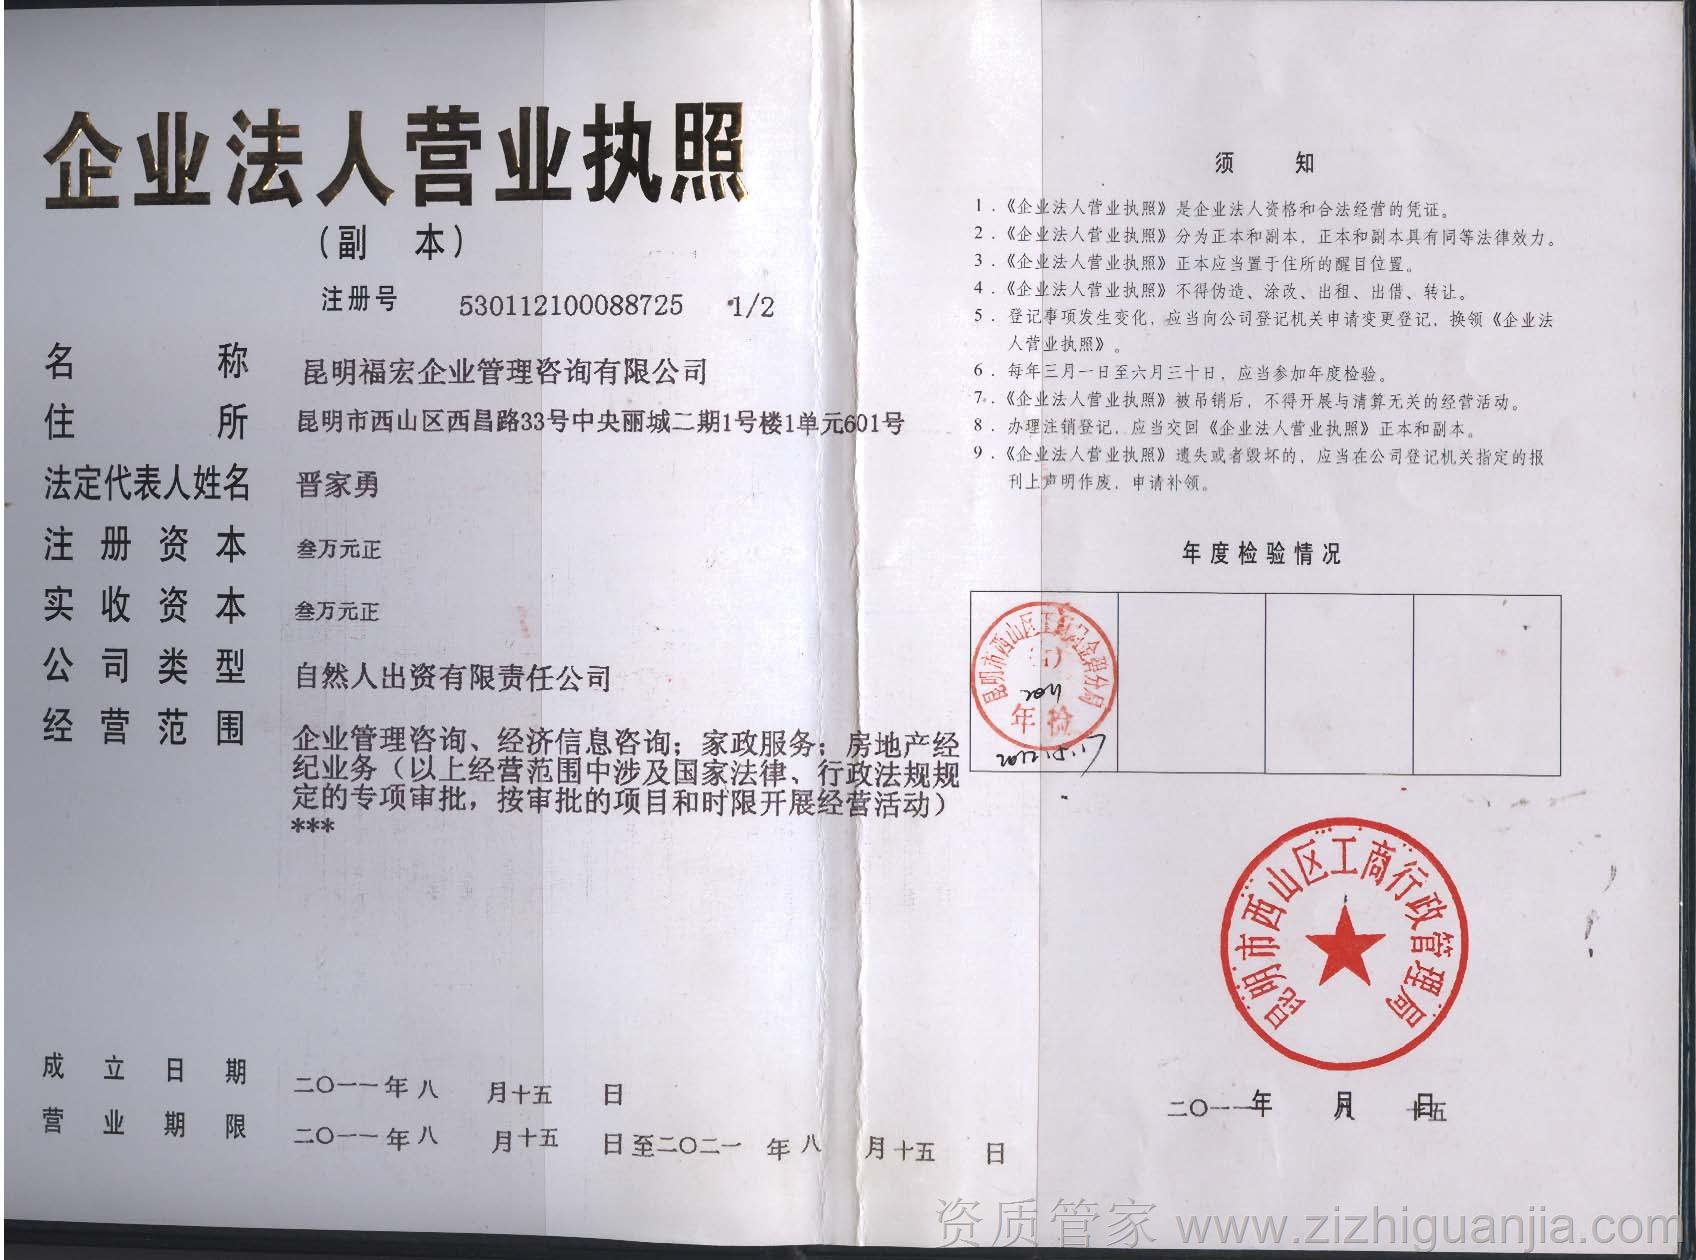 企业法人营业执照
（副 本）
注册号 530112100088725 1/2
名 称 昆明福宏企业管理咨询有限公司
住 所 昆明市西山区西昌路33号中央丽城二期1号楼1单元601号
法定代表人姓名 晋家勇
注 册 资 本 叁万元正
实 收 资 本 叁万元正
公 司 类 型 自然人出资有限责任公司
经 营 范 围 企业管理咨询、经济信息咨询；家政服务；房地产经
纪业务（以上经营范围中涉及国家法律、行政法规规
定的专项审批，按审批的项目和时限开展经营活动）
***
成 立 日 期 二〇一一年八 月十五 日
营 业 期 限 二〇一一年八 月十五 日至二〇二一 年八 月十五 日
须 知
1．《企业法人营业执照》是企业法人资格和合法经营的凭证。
2．《企业法人营业执照》分为正本和副本，正本和副本具有同等法律效力。
3．《企业法人营业执照》正本应当置于住所的醒目位置。
4．《企业法人营业执照》不得伪造、涂改、出租、出借、转让。
5．登记事项发生变化，应当向公司登记机关申请变更登记，换领《企业法
人营业执照》。
6．每年三月一日至六月三十日，应当参加年度检验。
7．《企业法人营业执照》被吊销后，不得开展与清算无关的经营活动。
8．办理注销登记，应当交回《企业法人营业执照》正本和副本。
9．《企业法人营业执照》遗失或者毁坏的，应当在公司登记机关指定的报
刊上声明作废，申请补领。
年度检验情况
年检
昆明市西山区工商行政管理局
二〇一一年 八月 十五日
资质管家 www.zizhiguanjia.com